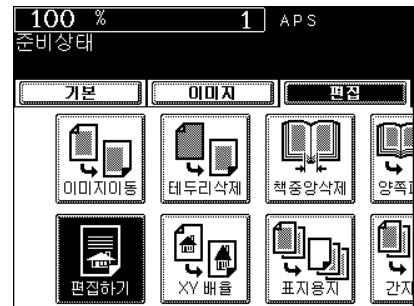 100 % 1 APS
준비상태
기본 이미지 편집
이미지이동 테두리삭제 책중앙삭제 양쪽
편집하기 XY 배율 표지용지 간지